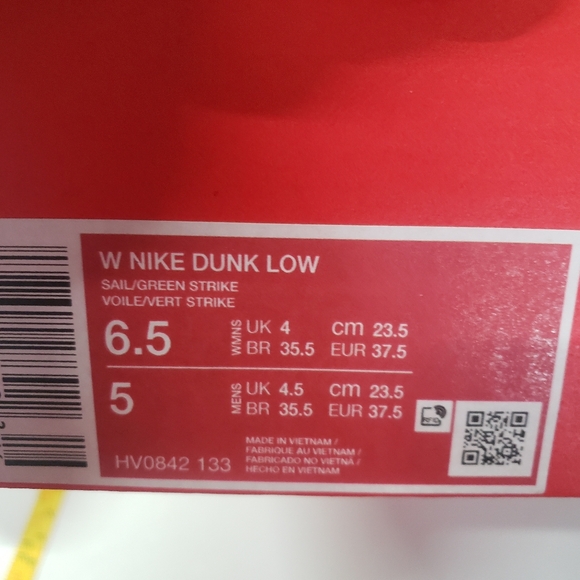 W NIKE DUNK LOW
SAIL/GREEN STRIKE
VOILE/VERT STRIKE
6.5 WMNS UK 4 cm 23.5
BR 35.5 EUR 37.5
5 MENS UK 4.5 cm 23.5
BR 35.5 EUR 37.5
RFID
HV0842 133
MADE IN VIETNAM /
FABRIQUE AU VIETNAM /
FABRICADO NO VIETNA /
HECHO EN VIETNAM